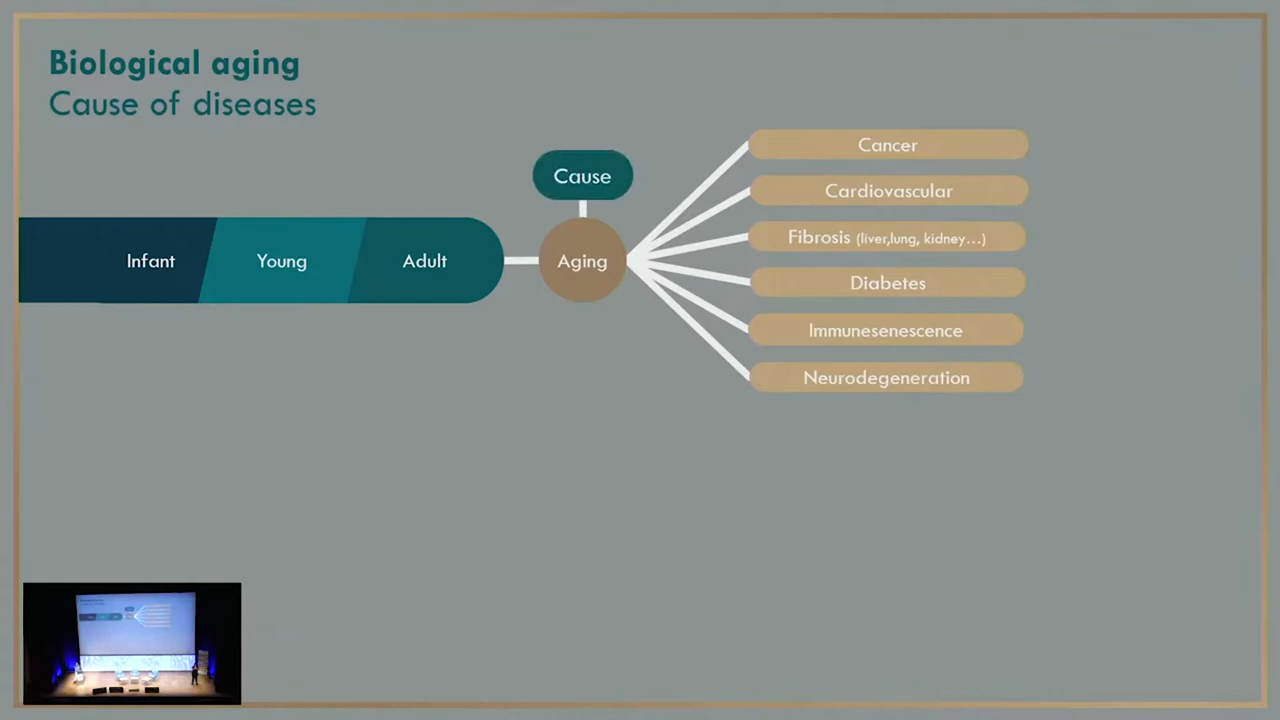 Biological aging
Cause of diseases
Infant
Young
Adult
Cause
Aging
Cancer
Cardiovascular
Fibrosis (liver,lung, kidney...)
Diabetes
Immunesenescence
Neurodegeneration